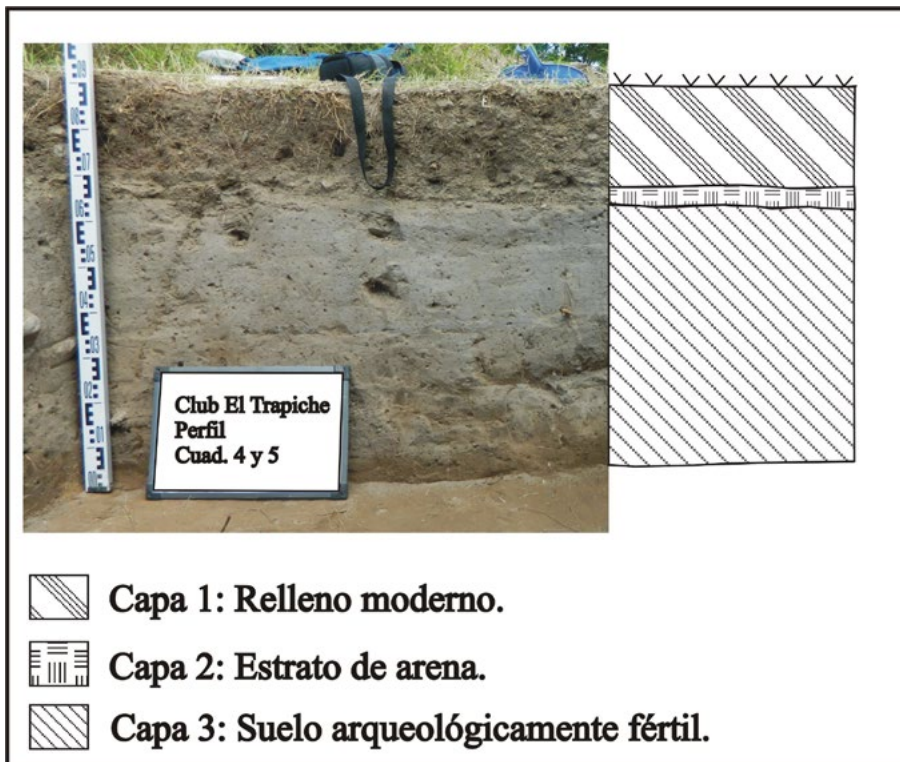 Club El Trapiche
Perfil
Cuad. 4 y 5
Capa 1: Relleno moderno.
Capa 2: Estrato de arena.
Capa 3: Suelo arqueológicamente fértil.